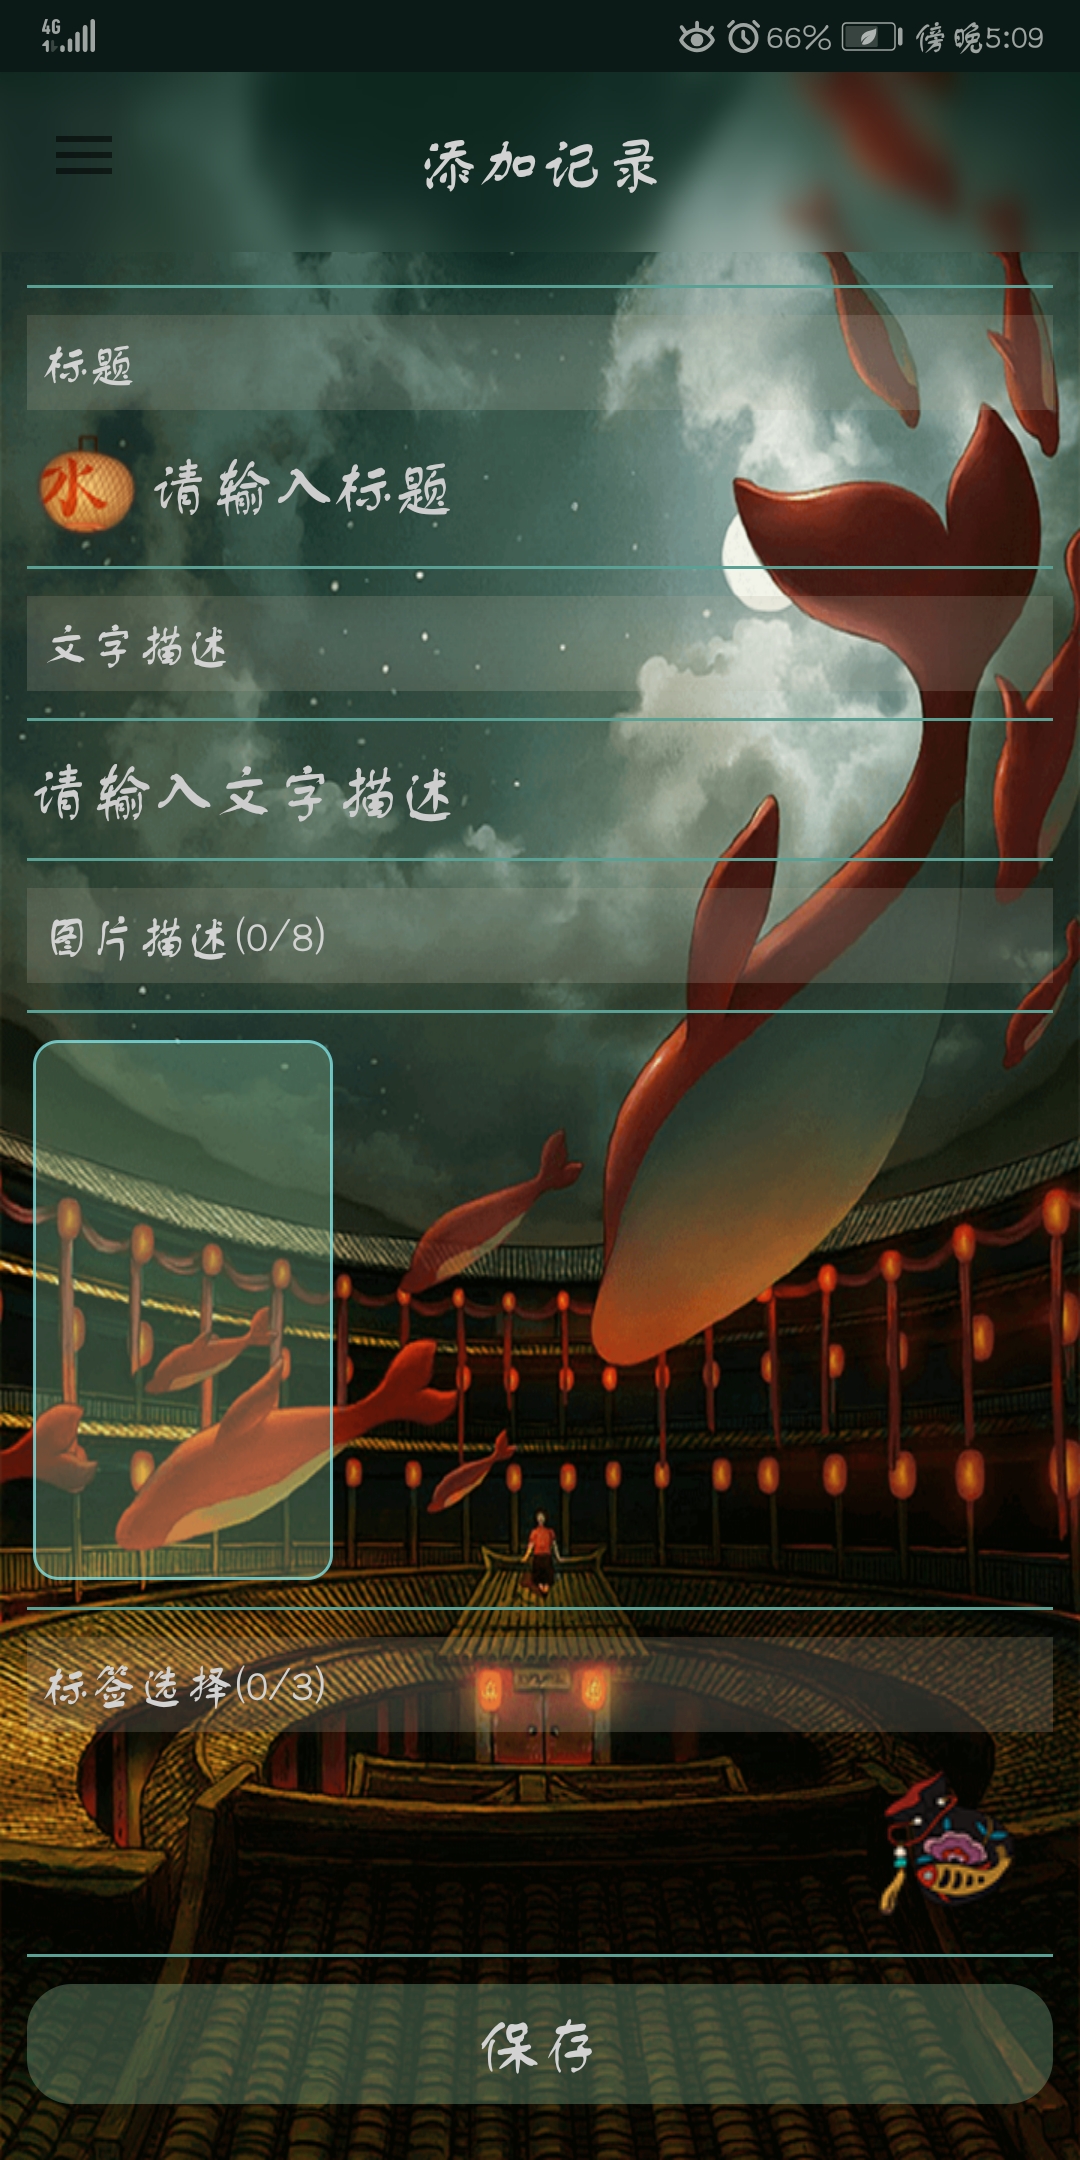 4G
66% 傍晚5:09
添加记录
标题
水 请输入标题
文字描述
请输入文字描述
图片描述(0/8)
标签选择(0/3)
保存